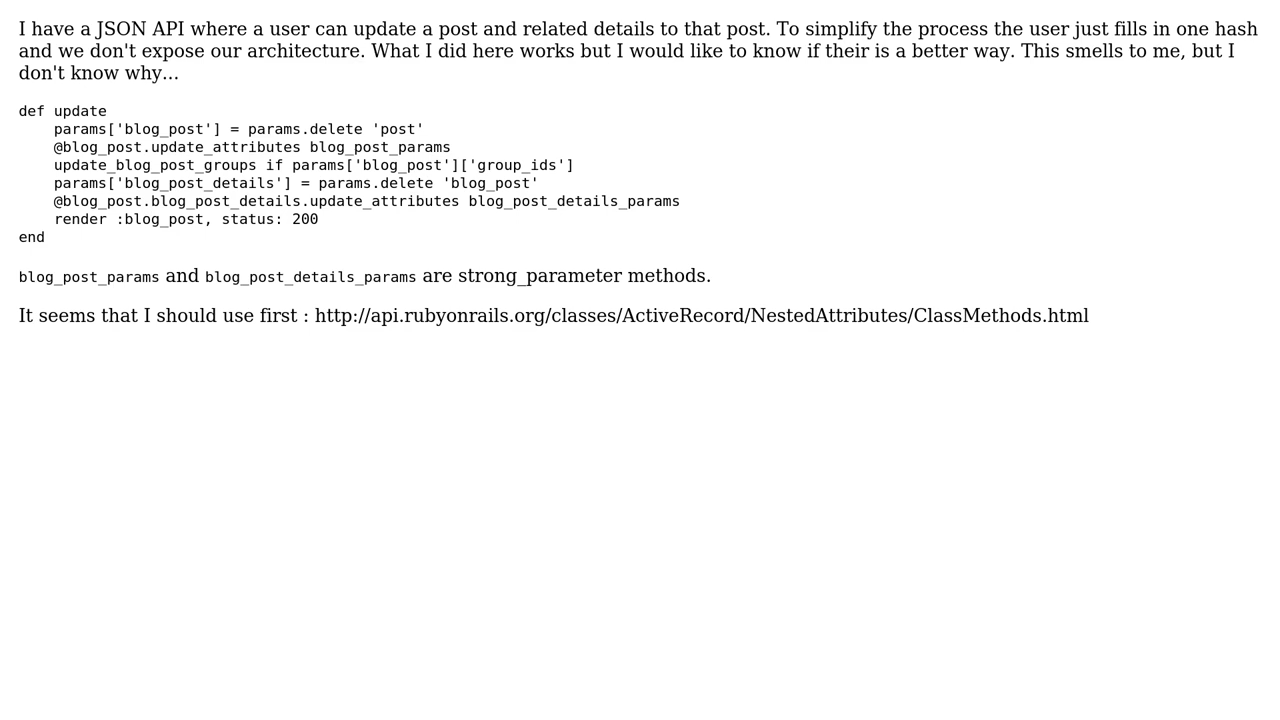 I have a JSON API where a user can update a post and related details to that post. To simplify the process the user just fills in one hash
and we don't expose our architecture. What I did here works but I would like to know if their is a better way. This smells to me, but I
don't know why...
def update
    params['blog_post'] = params.delete 'post'
    @blog_post.update_attributes blog_post_params
    update_blog_post_groups if params['blog_post']['group_ids']
    params['blog_post_details'] = params.delete 'blog_post'
    @blog_post.blog_post_details.update_attributes blog_post_details_params
    render :blog_post, status: 200
end
blog_post_params and blog_post_details_params are strong_parameter methods.
It seems that I should use first : http://api.rubyonrails.org/classes/ActiveRecord/NestedAttributes/ClassMethods.html